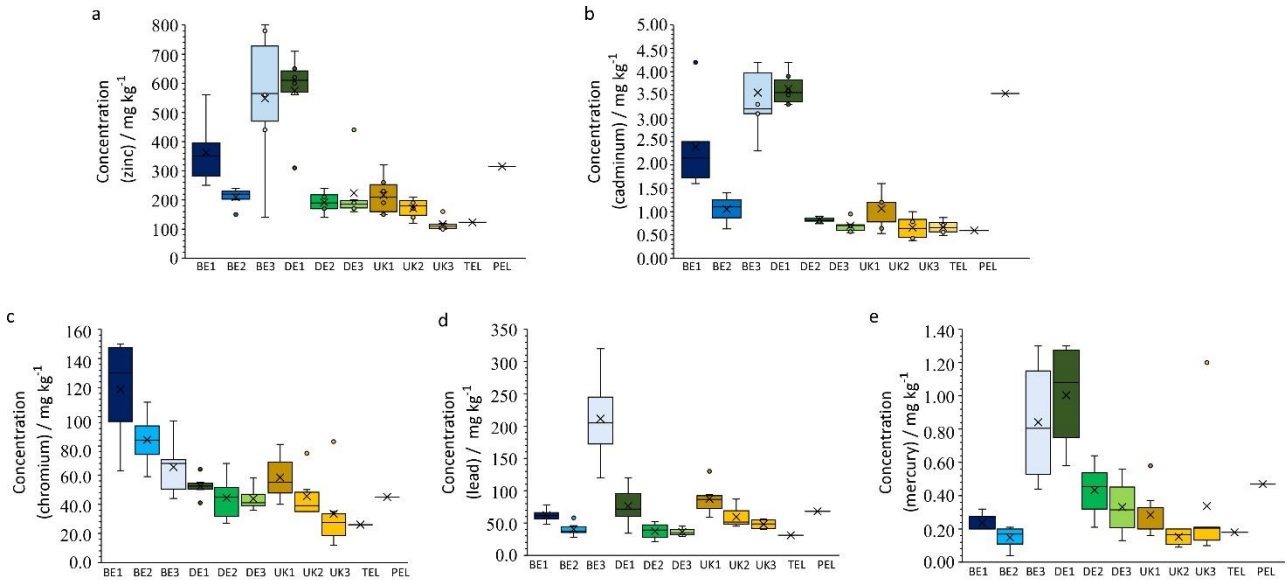 a
Concentration
(zinc) / mg kg-1
800
700
600
500
400
300
200
100
0
BE1 BE2 BE3 DE1 DE2 DE3 UK1 UK2 UK3 TEL PEL
b
Concentration
(cadminum) / mg kg-1
5.00
4.50
4.00
3.50
3.00
2.50
2.00
1.50
1.00
0.50
0.00
BE1 BE2 BE3 DE1 DE2 DE3 UK1 UK2 UK3 TEL PEL
c
Concentration
(chromium) / mg kg-1
160
140
120
100
80.0
60.0
40.0
20.0
0.00
BE1 BE2 BE3 DE1 DE2 DE3 UK1 UK2 UK3 TEL PEL
d
Concentration
(lead) / mg kg-1
350
300
250
200
150
100
50.0
0.0
BE1 BE2 BE3 DE1 DE2 DE3 UK1 UK2 UK3 TEL PEL
e
Concentration
(mercury) / mg kg-1
1.40
1.20
1.00
0.80
0.60
0.40
0.20
0.00
BE1 BE2 BE3 DE1 DE2 DE3 UK1 UK2 UK3 TEL PEL